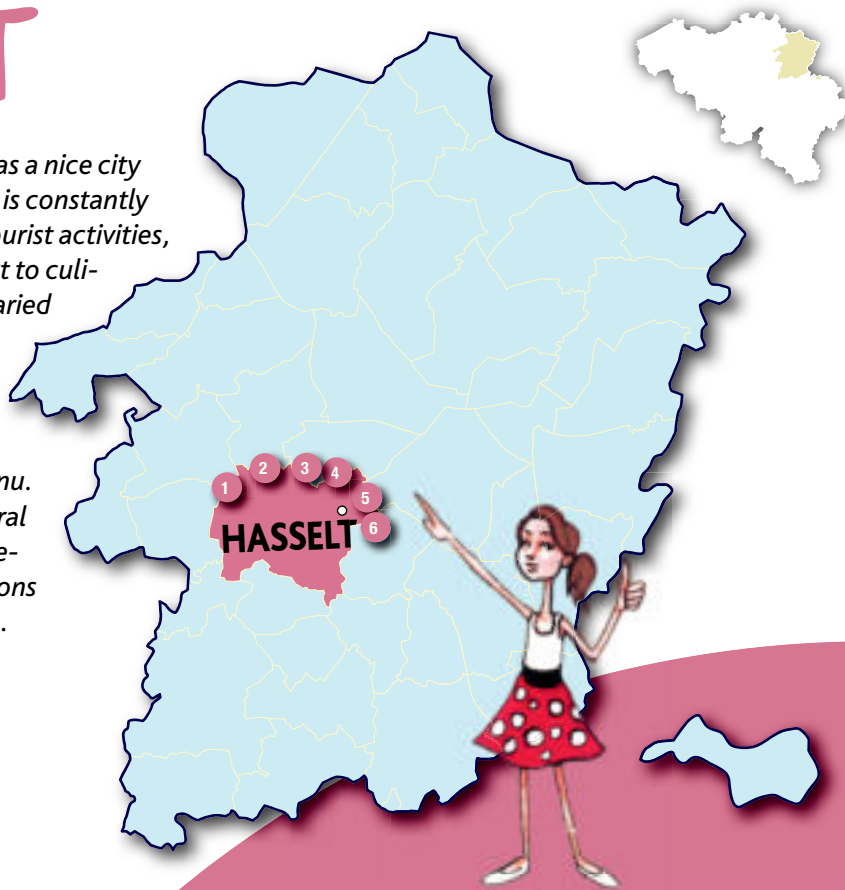 T
as a nice city
is constantly
ourist activities,
t to culi-
aried
nu.
ral
e-
ons
.
1
2
3
4
5
6
HASSELT